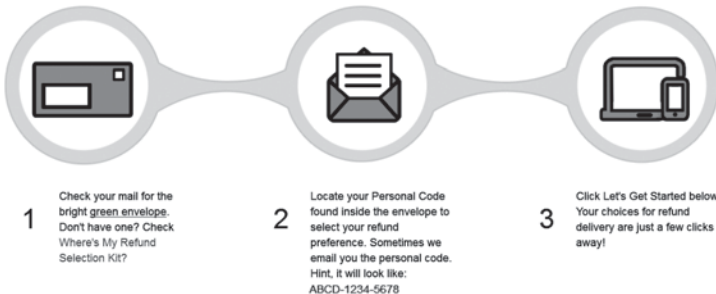 1
Check your mail for the
bright green envelope.
Don't have one? Check
Where's My Refund
Selection Kit?
2
Locate your Personal Code
found inside the envelope to
select your refund
preference. Sometimes we
email you the personal code.
Hint, it will look like:
ABCD-1234-5678
3
Click Let's Get Started below
Your choices for refund
delivery are just a few clicks
away!